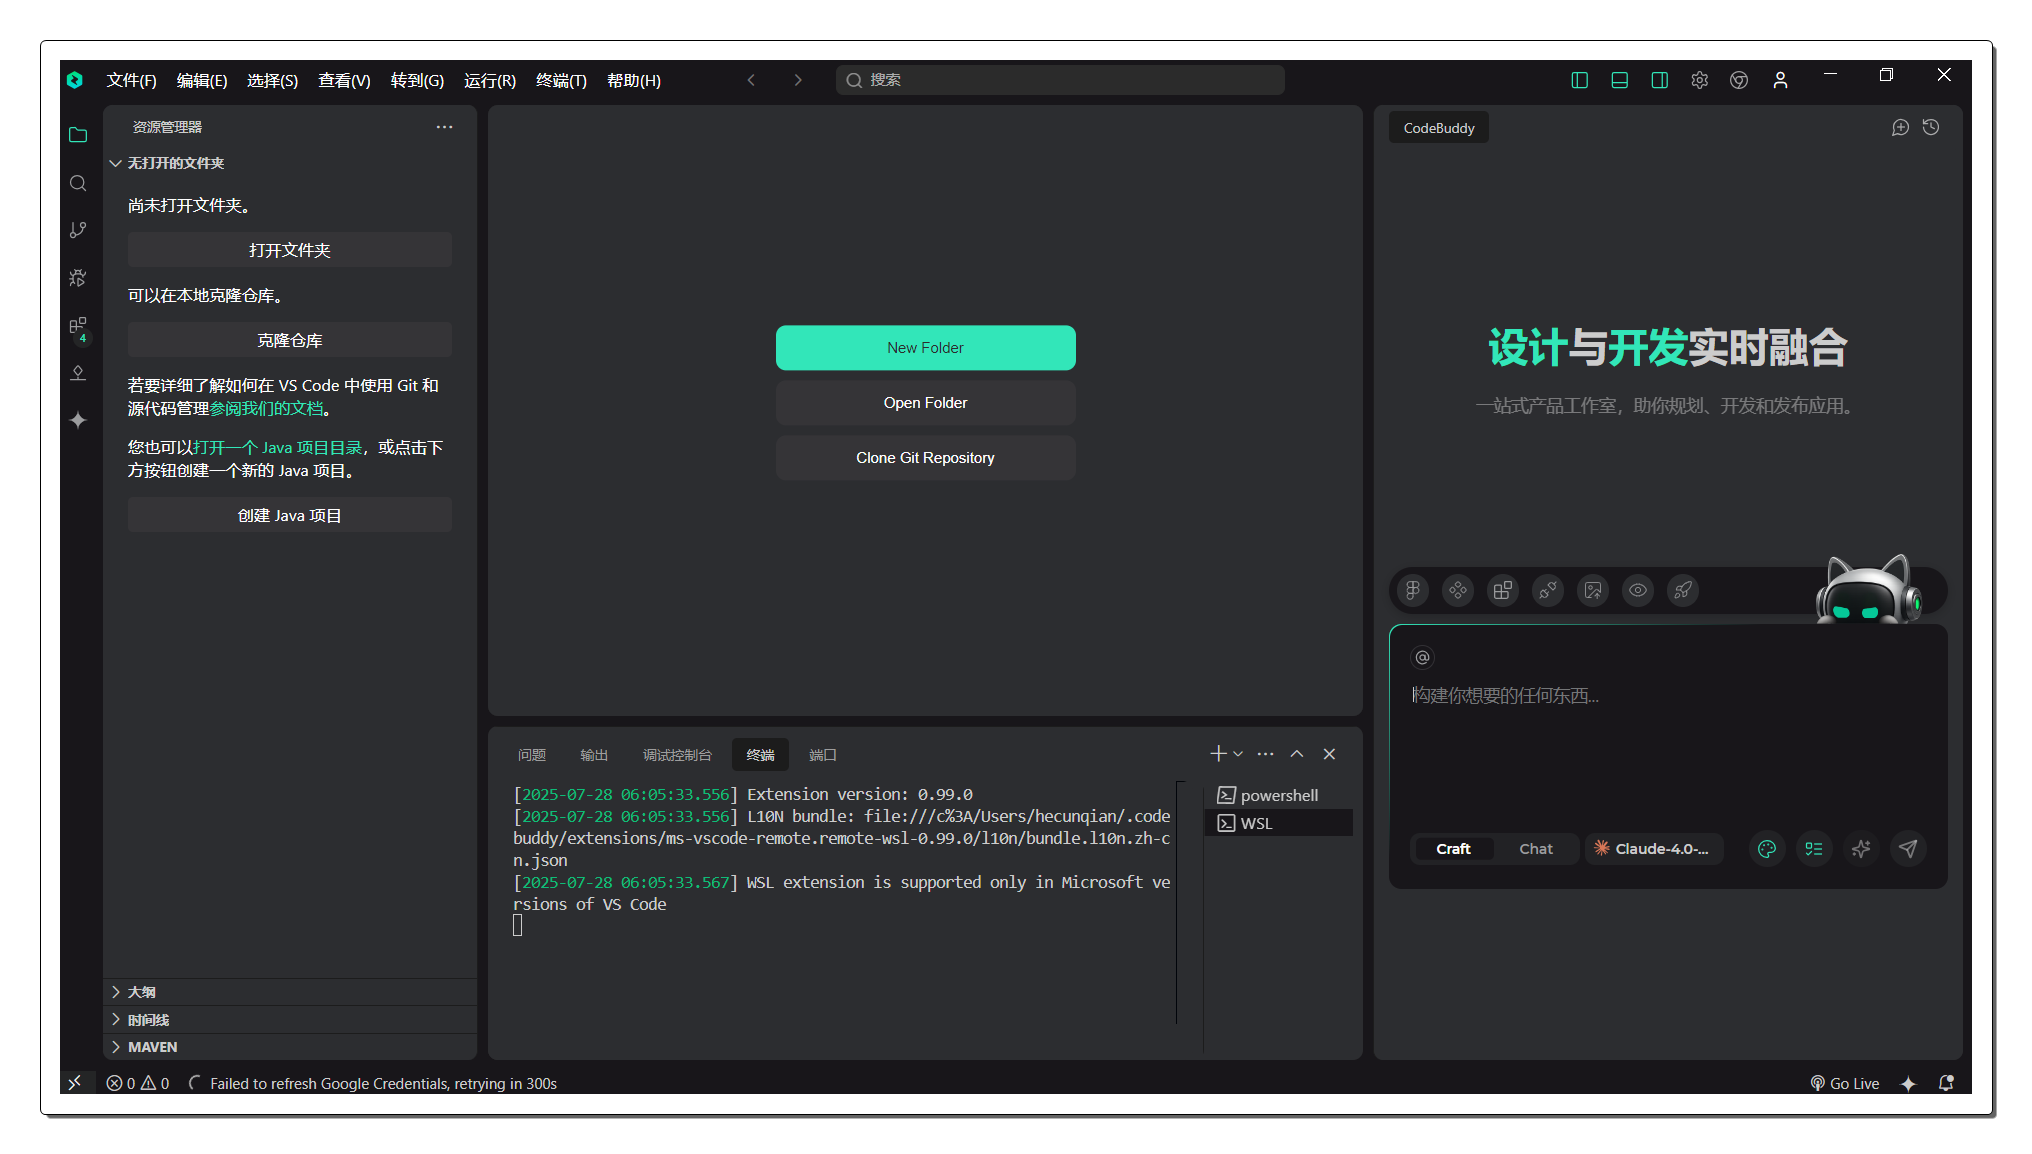 文件(F) 编辑(E) 选择(S) 查看(V) 转到(G) 运行(R) 终端(T) 帮助(H) 搜索
资源管理器
无打开的文件夹
尚未打开文件夹。
打开文件夹
可以在本地克隆仓库。
克隆仓库
若要详细了解如何在 VS Code 中使用 Git 和
源代码管理参阅我们的文档。
您也可以打开一个 Java 项目目录，或点击下
方按钮创建一个新的 Java 项目。
创建 Java 项目
4
大纲
时间线
MAVEN
New Folder
Open Folder
Clone Git Repository
问题 输出 调试控制台 终端 端口
[2025-07-28 06:05:33.556] Extension version: 0.99.0
[2025-07-28 06:05:33.556] L10N bundle: file:///c%3A/Users/hecunqian/.code
buddy/extensions/ms-vscode-remote.remote-wsl-0.99.0/l10n/bundle.l10n.zh-c
n.json
[2025-07-28 06:05:33.567] WSL extension is supported only in Microsoft ve
rsions of VS Code
powershell
WSL
CodeBuddy
设计与开发实时融合
一站式产品工作室，助你规划、开发和发布应用。
@
构建你想要的任何东西...
Craft Chat Claude-4.0-...
0 0 Failed to refresh Google Credentials, retrying in 300s
Go Live